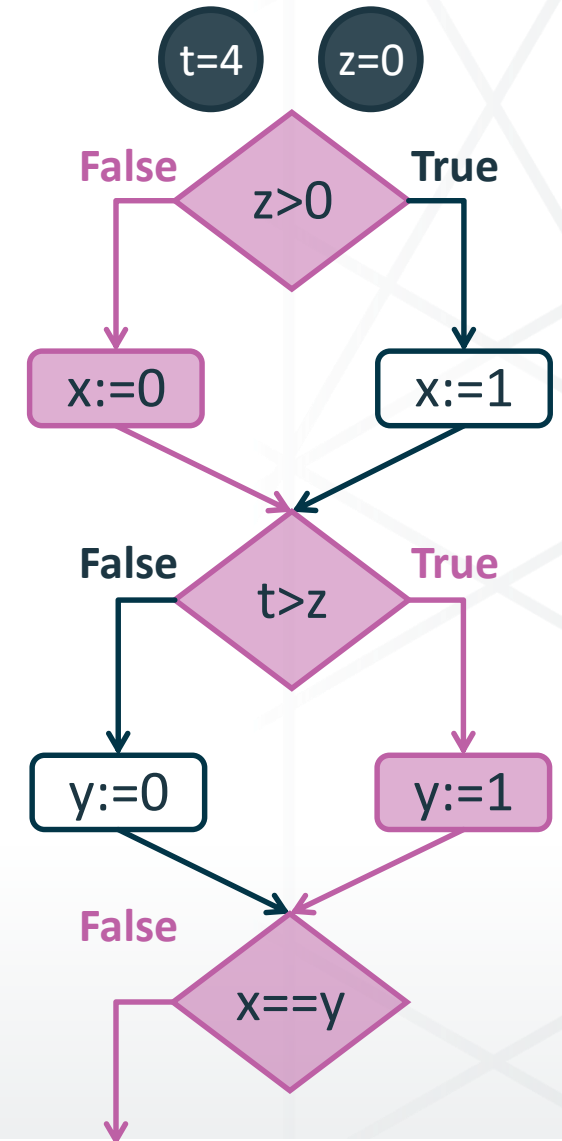 t=4 z=0
False True
z>0
x:=0 x:=1
False True
t>z
y:=0 y:=1
False
x==y